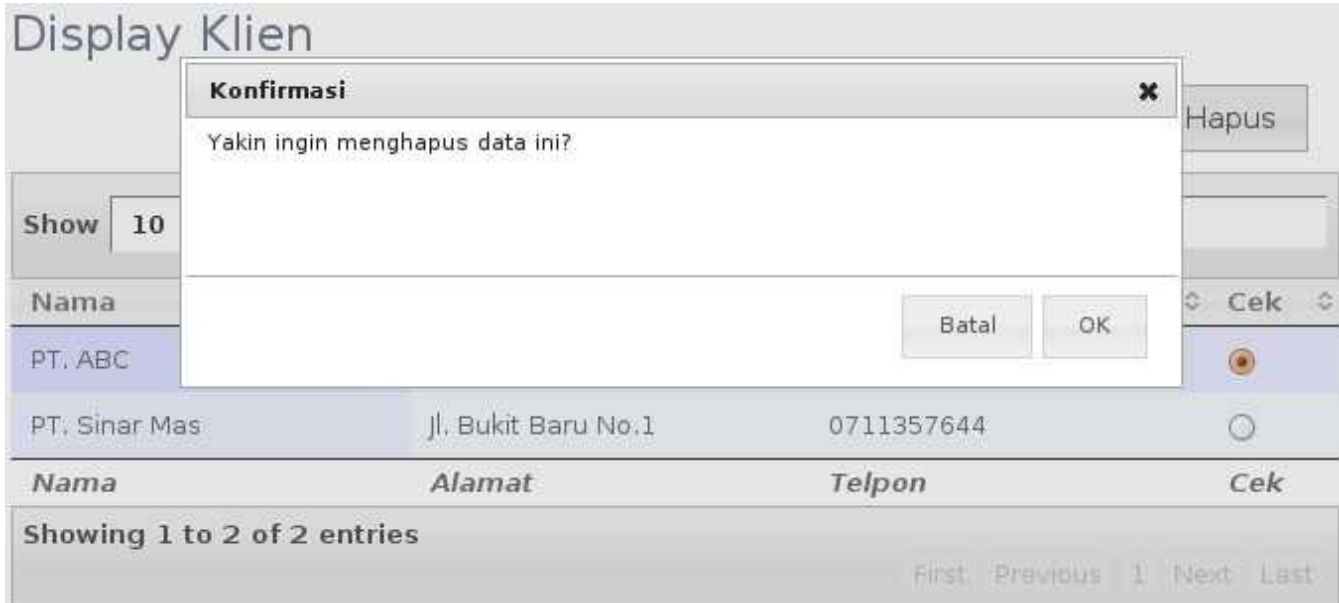 Display Klien
Konfirmasi
Yakin ingin menghapus data ini?
Hapus
Show 10
Nama Cek
Batal OK
PT. ABC
PT. Sinar Mas Jl. Bukit Baru No.1 0711357644
Nama Alamat Telpon Cek
Showing 1 to 2 of 2 entries
First Previous 1 Next Last